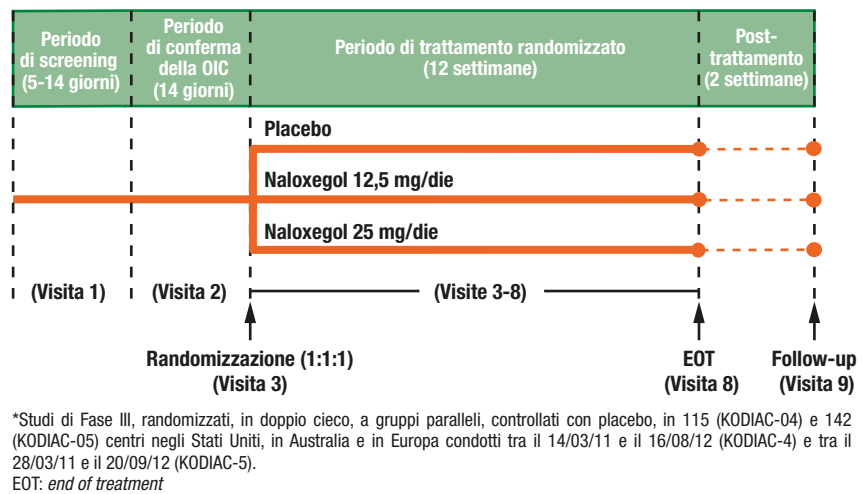 Periodo
di screening
(5-14 giorni)
Periodo
di conferma
della OIC
(14 giorni)
Periodo di trattamento randomizzato
(12 settimane)
Post-
trattamento
(2 settimane)
Placebo
Naloxegol 12,5 mg/die
Naloxegol 25 mg/die
(Visita 1)
(Visita 2)
(Visite 3-8)
Randomizzazione (1:1:1)
(Visita 3)
EOT
(Visita 8)
Follow-up
(Visita 9)
*Studi di Fase III, randomizzati, in doppio cieco, a gruppi paralleli, controllati con placebo, in 115 (KODIAC-04) e 142
(KODIAC-05) centri negli Stati Uniti, in Australia e in Europa condotti tra il 14/03/11 e il 16/08/12 (KODIAC-4) e tra il
28/03/11 e il 20/09/12 (KODIAC-5).
EOT: end of treatment